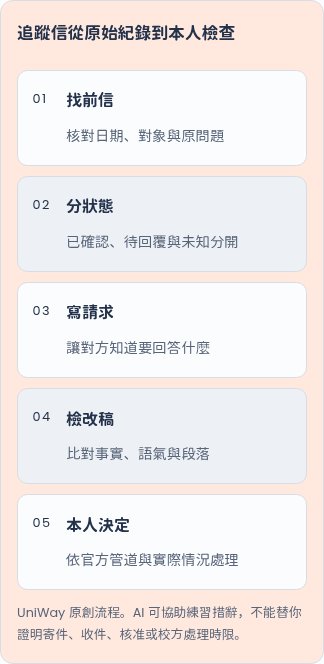 追蹤信從原始紀錄到本人檢查
01 找前信
核對日期、對象與原問題
02 分狀態
已確認、待回覆與未知分開
03 寫請求
讓對方知道要回答什麼
04 檢改稿
比對事實、語氣與段落
05 本人決定
依官方管道與實際情況處理
UniWay 原創流程。AI 可協助練習措辭，不能替你
證明寄件、收件、核准或校方處理時限。